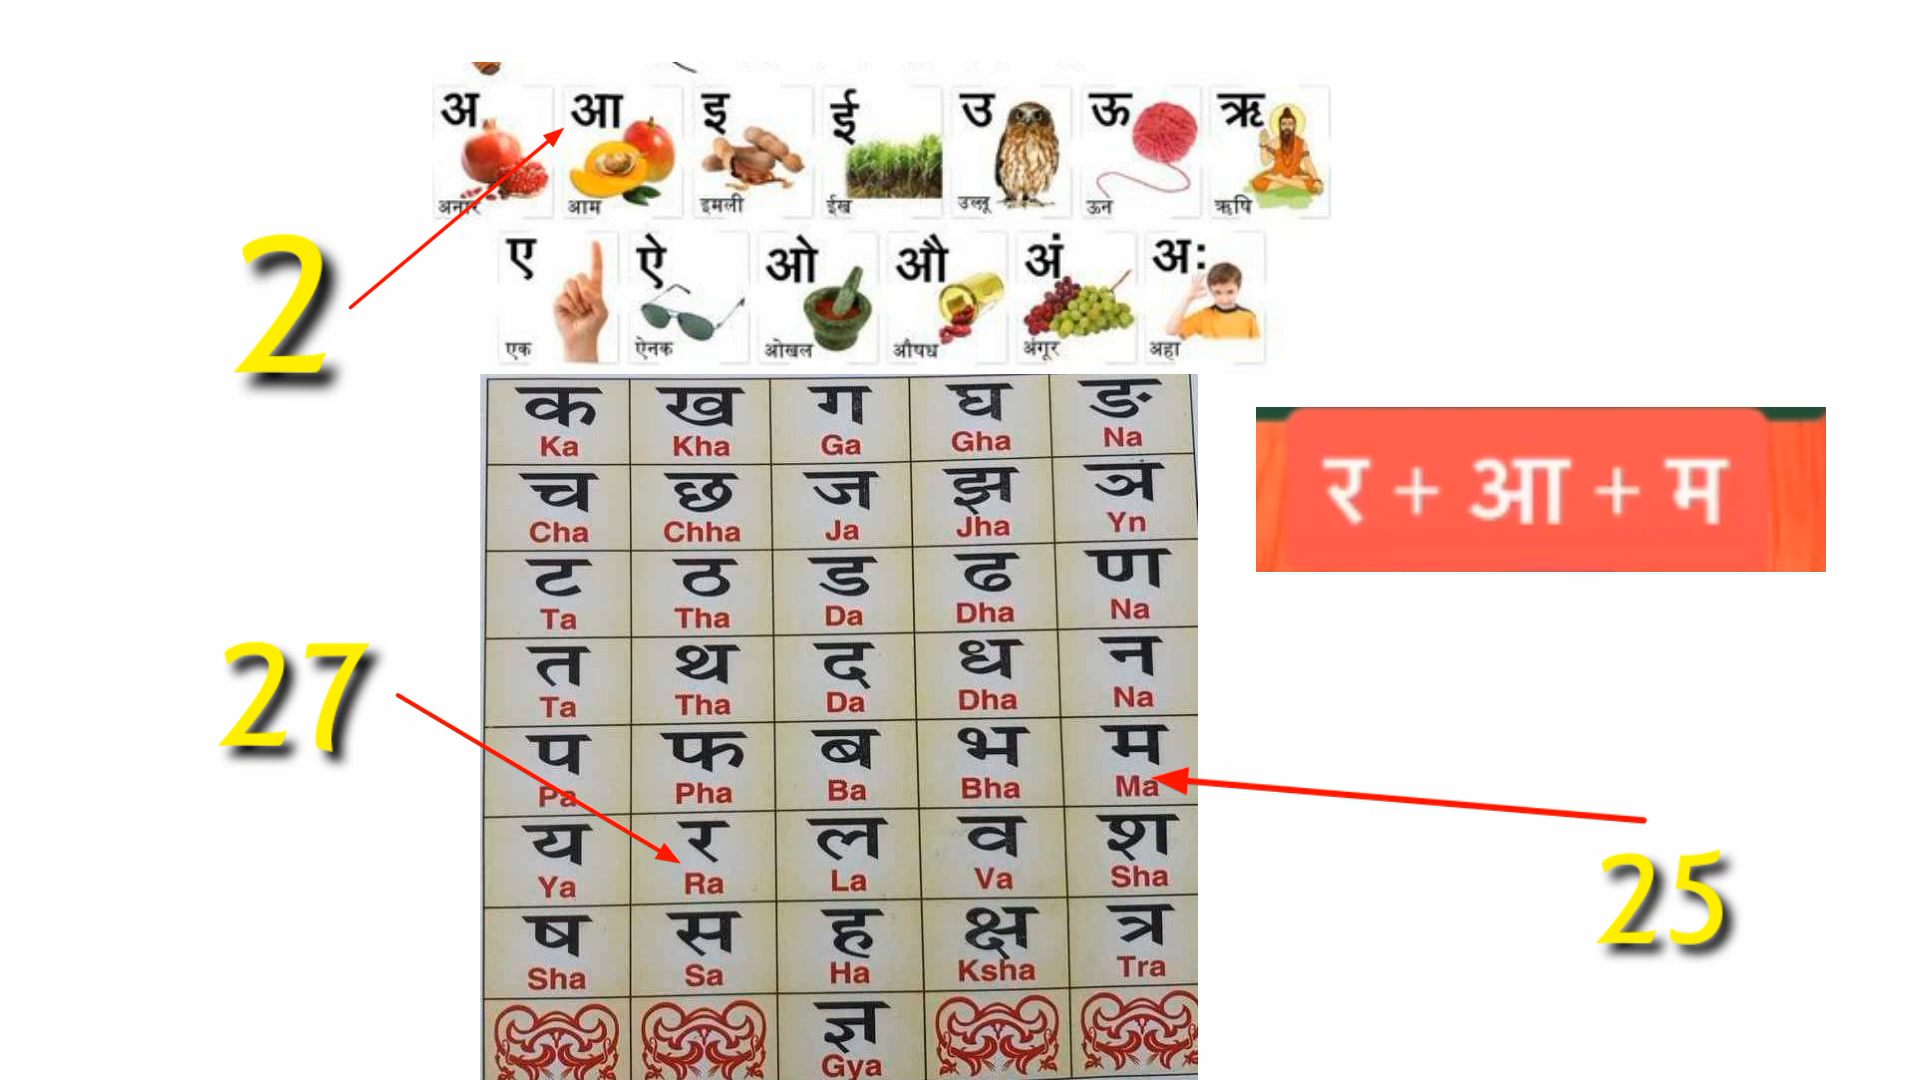 अ आ इ ई उ ऊ ऋ
अनार आम इमली ईख उल्लू ऊन ऋषि
2
ए ऐ ओ औ अं अः
एक ऐनक ओखल औषध अंगूर अहा
क ख ग घ ङ
Ka Kha Ga Gha Na
र + आ + म
च छ ज झ ञ
Cha Chha Ja Jha Yn
ट ठ ड ढ ण
Ta Tha Da Dha Na
27
त थ द ध न
Ta Tha Da Dha Na
प फ ब भ म
Pa Pha Ba Bha Ma
य र ल व श
Ya Ra La Va Sha
25
ष स ह क्ष त्र
Sha Sa Ha Ksha Tra
ज्ञ
Gya